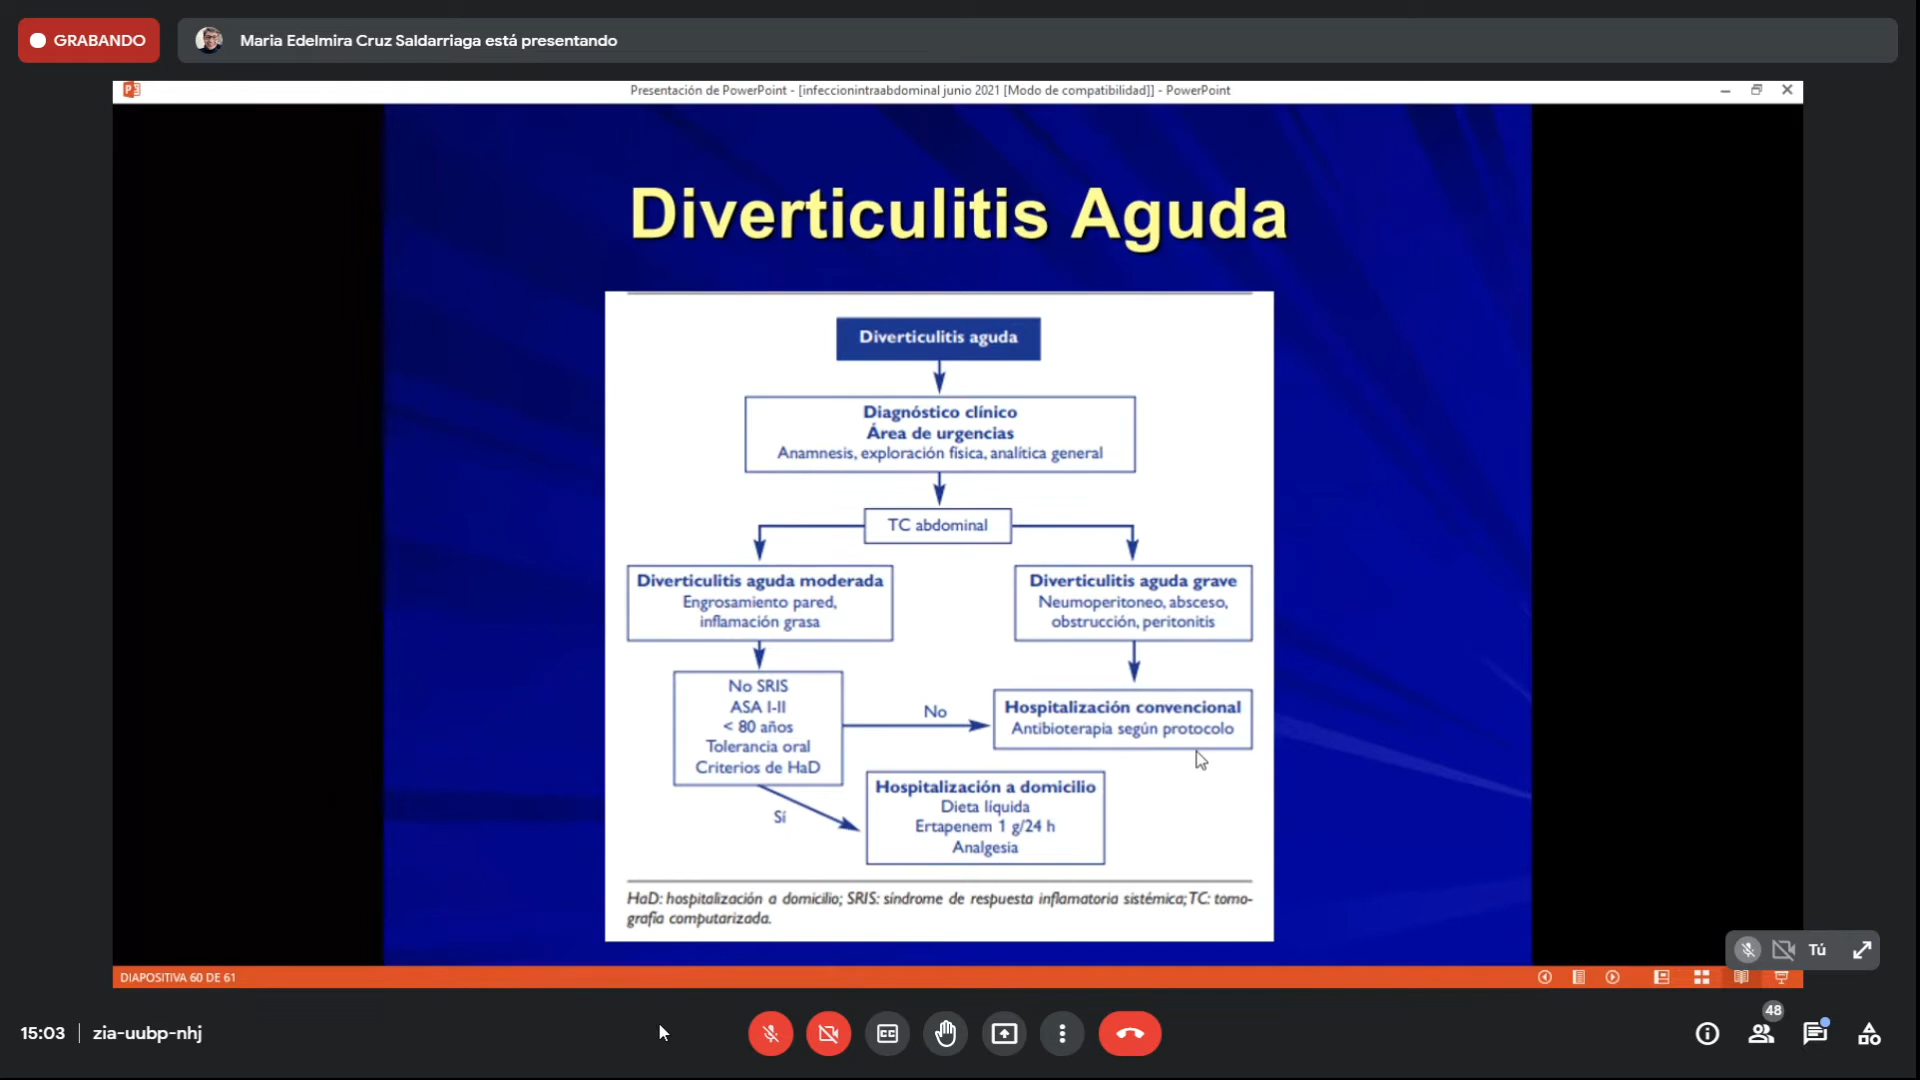 GRABANDO
Maria Edelmira Cruz Saldarriaga está presentando
Presentación de PowerPoint - [infeccionintraabdominal junio 2021 [Modo de compatibilidad]] - PowerPoint
Diverticulitis Aguda
Diverticulitis aguda
Diagnóstico clínico
Área de urgencias
Anamnesis, exploración física, analítica general
TC abdominal
Diverticulitis aguda moderada
Engrosamiento pared,
inflamación grasa
Diverticulitis aguda grave
Neumoperitoneo, absceso,
obstrucción, peritonitis
No SRIS
ASA I-II
< 80 años
Tolerancia oral
Criterios de HaD
No
Hospitalización convencional
Antibioterapia según protocolo
Sí
Hospitalización a domicilio
Dieta líquida
Ertapenem 1 g/24 h
Analgesia
HaD: hospitalización a domicilio; SRIS: síndrome de respuesta inflamatoria sistémica; TC: tomo-
grafía computarizada.
Tú
DIAPOSITIVA 60 DE 61
15:03
zia-uubp-nhj
48